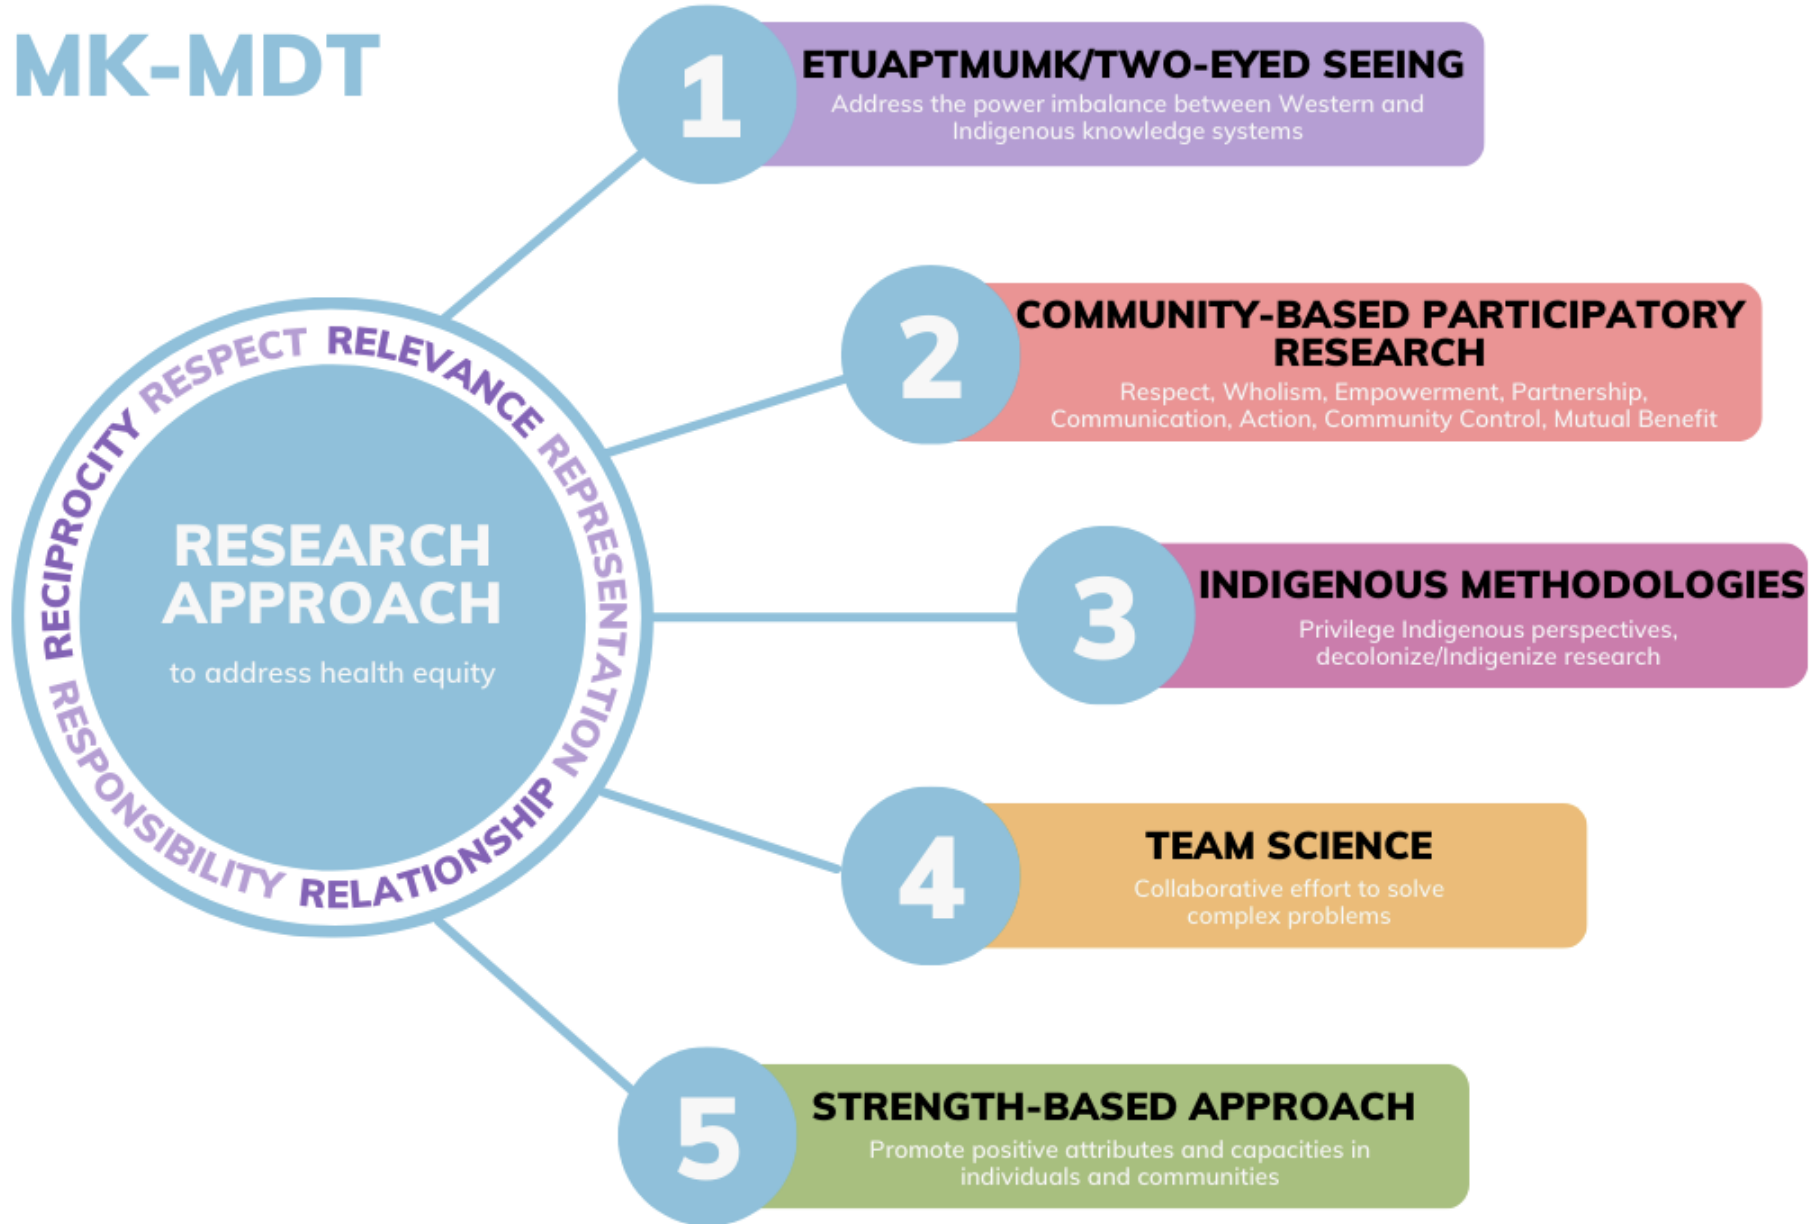 MK-MDT
1
ETUAPTMUMK/TWO-EYED SEEING
Address the power imbalance between Western and
Indigenous knowledge systems
2
COMMUNITY-BASED PARTICIPATORY
RESEARCH
Respect, Wholism, Empowerment, Partnership,
Communication, Action, Community Control, Mutual Benefit
RESPECT RELEVANCE REPRESENTATION RELATIONSHIP RESPONSIBILITY RECIPROCITY
RESEARCH
APPROACH
to address health equity
3
INDIGENOUS METHODOLOGIES
Privilege Indigenous perspectives,
decolonize/Indigenize research
4
TEAM SCIENCE
Collaborative effort to solve
complex problems
5
STRENGTH-BASED APPROACH
Promote positive attributes and capacities in
individuals and communities